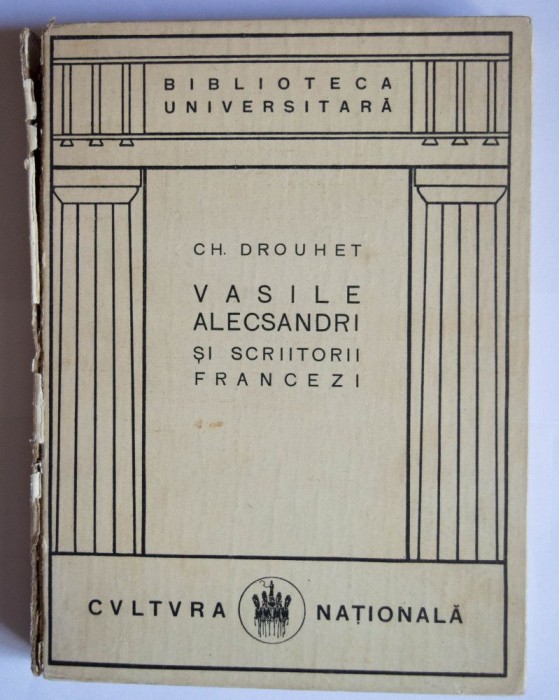 BIBLIOTECA
UNIVERSITARĂ
CH. DROUHET
VASILE
ALECSANDRI
ȘI SCRIITORII
FRANCEZI
CVLTVRA NAȚIONALĂ